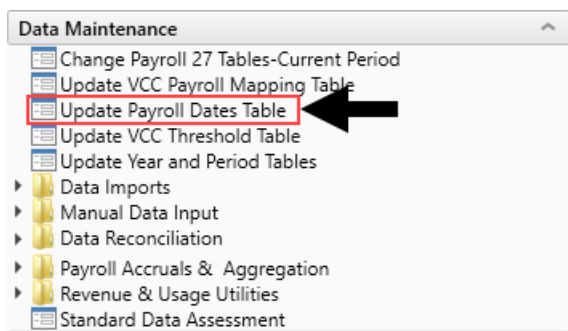 Data Maintenance
Change Payroll 27 Tables-Current Period
Update VCC Payroll Mapping Table
Update Payroll Dates Table
Update VCC Threshold Table
Update Year and Period Tables
Data Imports
Manual Data Input
Data Reconciliation
Payroll Accruals & Aggregation
Revenue & Usage Utilities
Standard Data Assessment